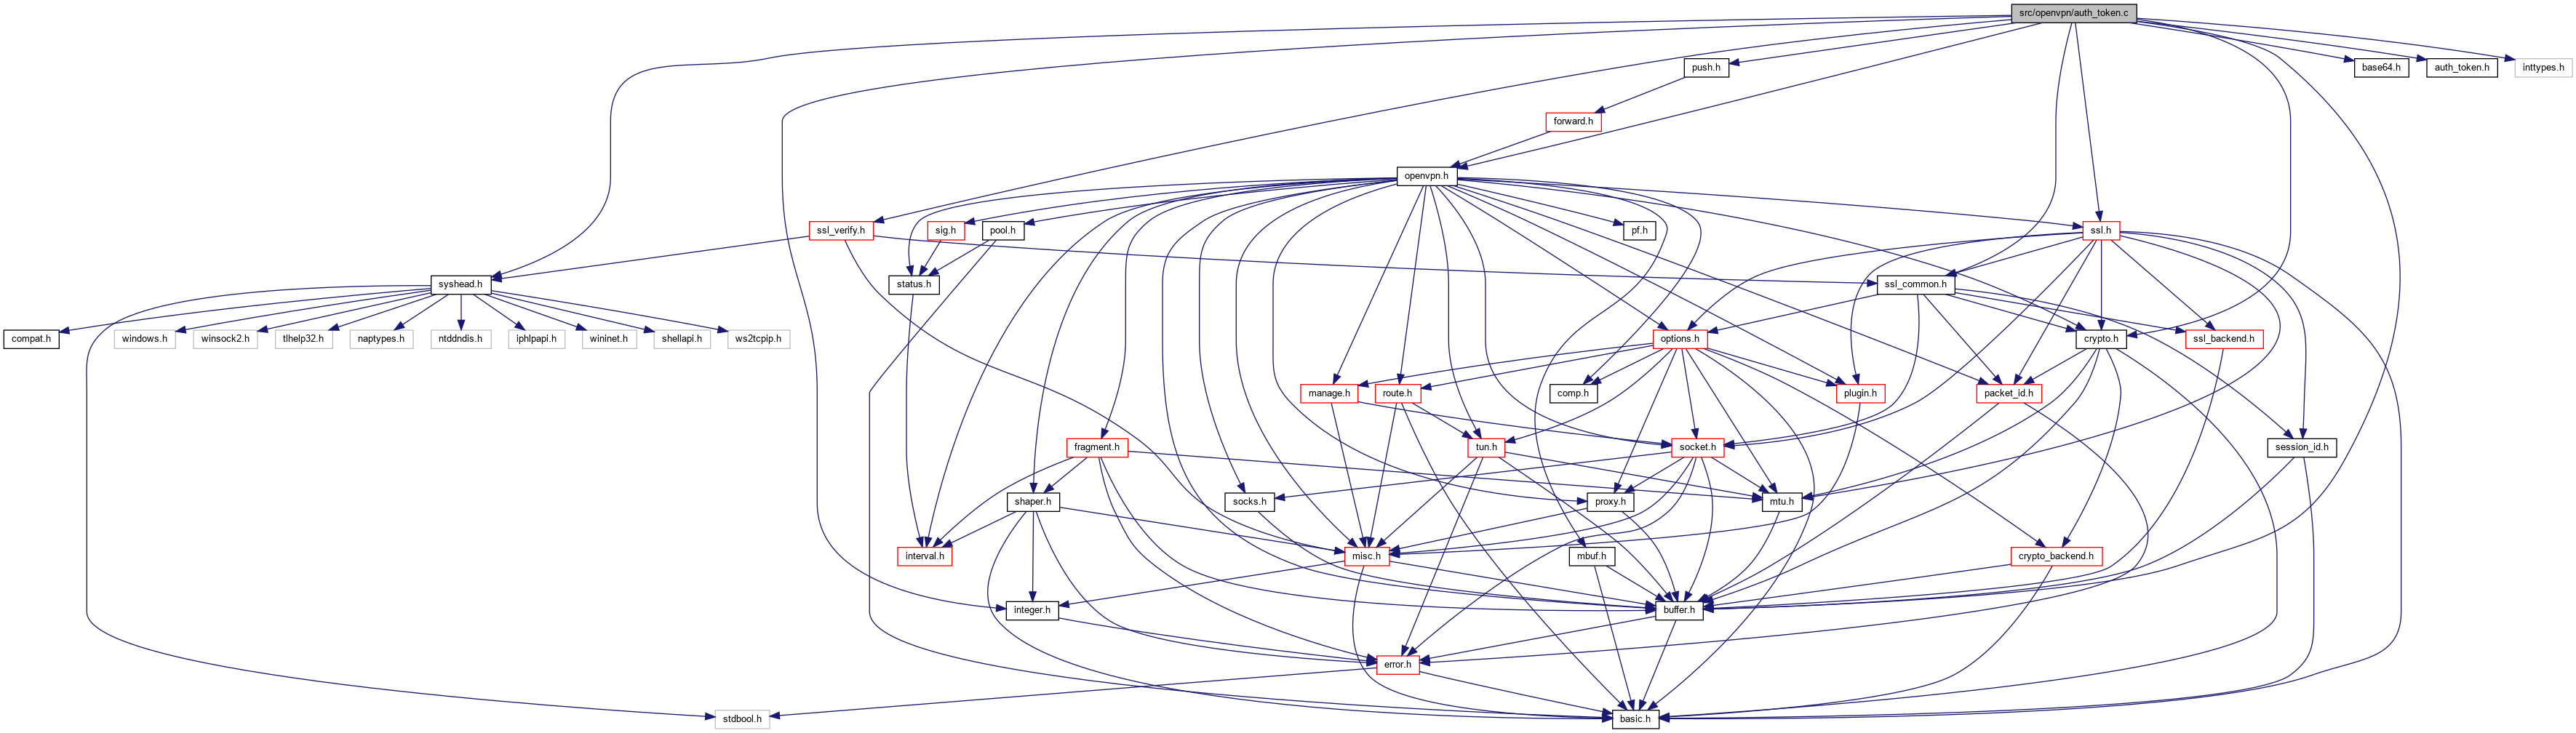 src/openvpn/auth_token.c
push.h
base64.h
auth_token.h
inttypes.h
forward.h
openvpn.h
ssl_verify.h
sig.h
pool.h
pf.h
ssl.h
syshead.h
status.h
ssl_common.h
compat.h
windows.h
winsock2.h
tlhelp32.h
naptypes.h
ntddndis.h
iphlpapi.h
wininet.h
shellapi.h
ws2tcpip.h
options.h
crypto.h
ssl_backend.h
manage.h
route.h
comp.h
plugin.h
packet_id.h
fragment.h
tun.h
socket.h
session_id.h
shaper.h
socks.h
proxy.h
mtu.h
interval.h
misc.h
mbuf.h
crypto_backend.h
integer.h
buffer.h
error.h
stdbool.h
basic.h